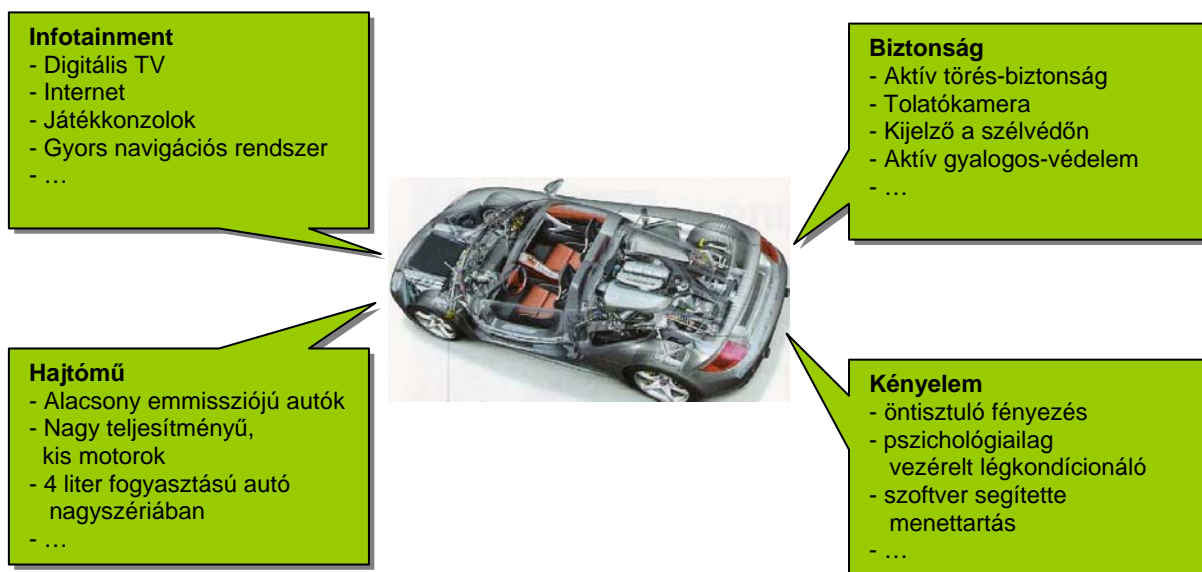 Infotainment
- Digitális TV
- Internet
- Játékkonzolok
- Gyors navigációs rendszer
- …
Biztonság
- Aktív törés-biztonság
- Tolatókamera
- Kijelző a szélvédőn
- Aktív gyalogos-védelem
- …
Hajtómű
- Alacsony emmissziójú autók
- Nagy teljesítményű,
kis motorok
- 4 liter fogyasztású autó
nagyszériában
- …
Kényelem
- öntisztuló fényezés
- pszichológiailag
vezérelt légkondícionáló
- szoftver segítette
menettartás
- …